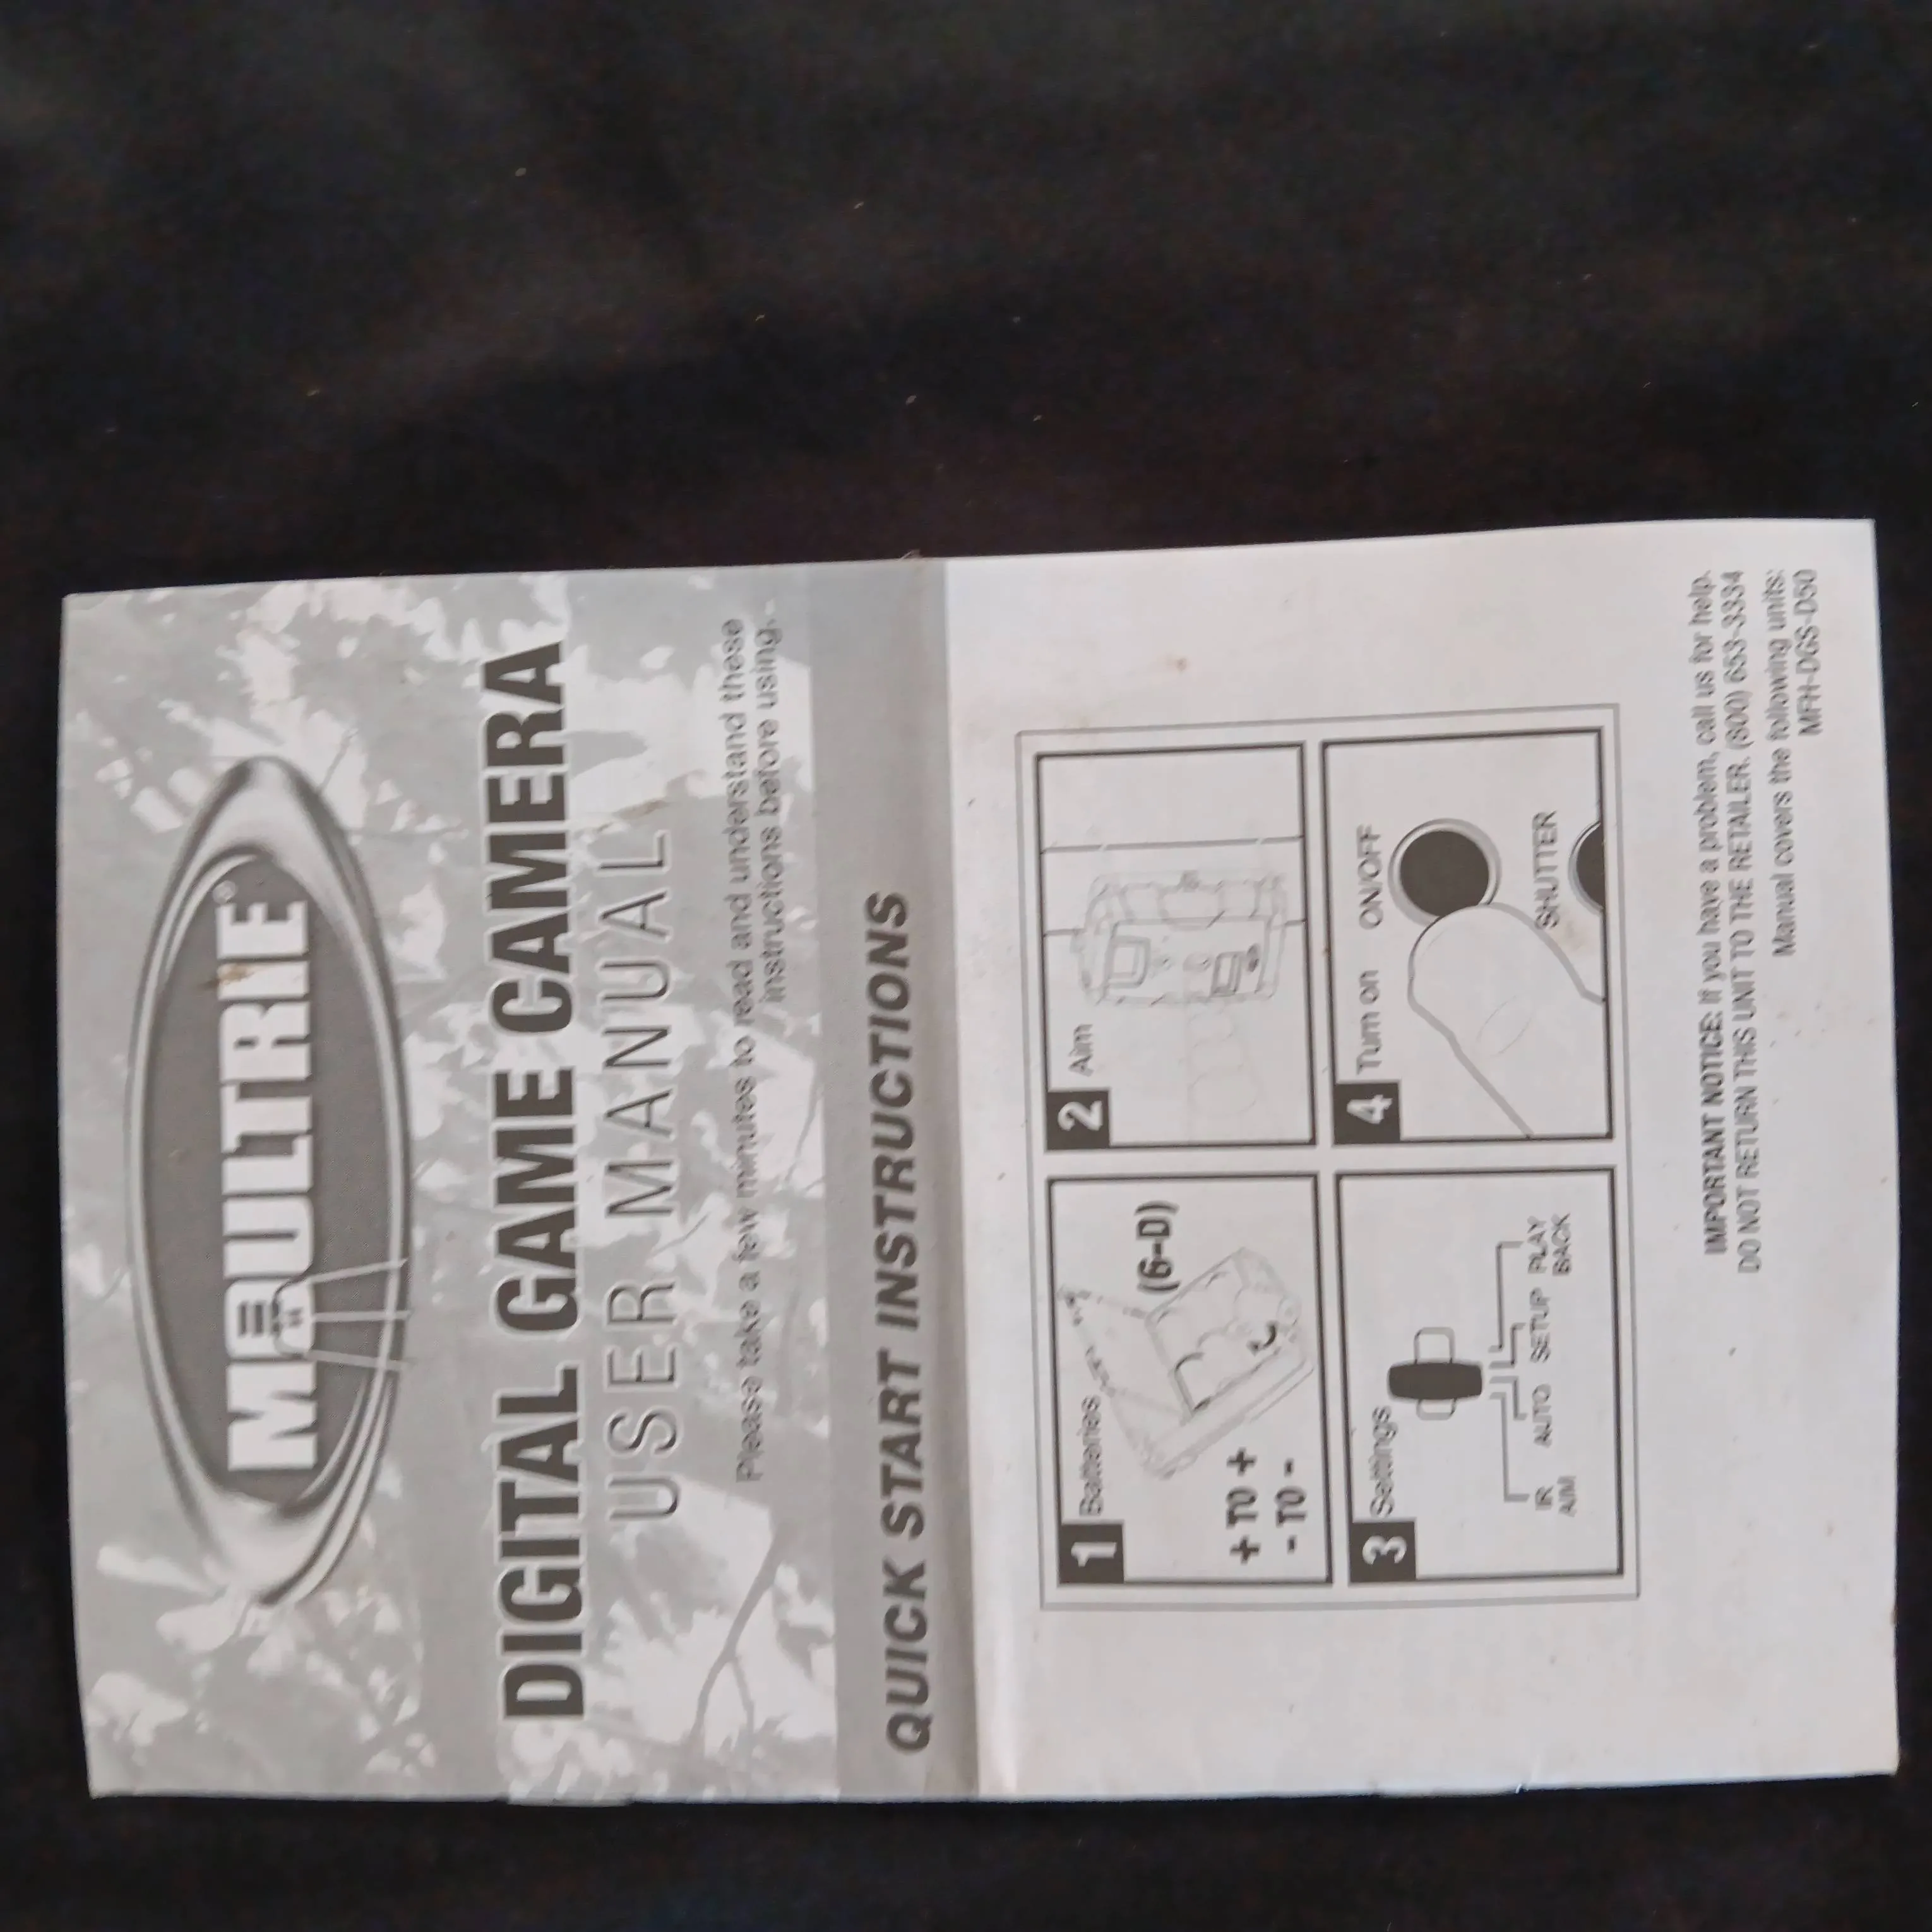 MOULTRIE®
DIGITAL GAME CAMERA
USER MANUAL
Please take a few minutes to read and understand these
instructions before using.
QUICK START INSTRUCTIONS
1 Batteries
(6-D)
+ TO +
- TO -
2 Aim
3 Settings
IR AUTO SETUP PLAY
AIM BACK
4 Turn on ON/OFF
SHUTTER
IMPORTANT NOTICE: If you have a problem, call us for help.
DO NOT RETURN THIS UNIT TO THE RETAILER. (800) 653-3334
Manual covers the following units:
MFH-DGS-D50